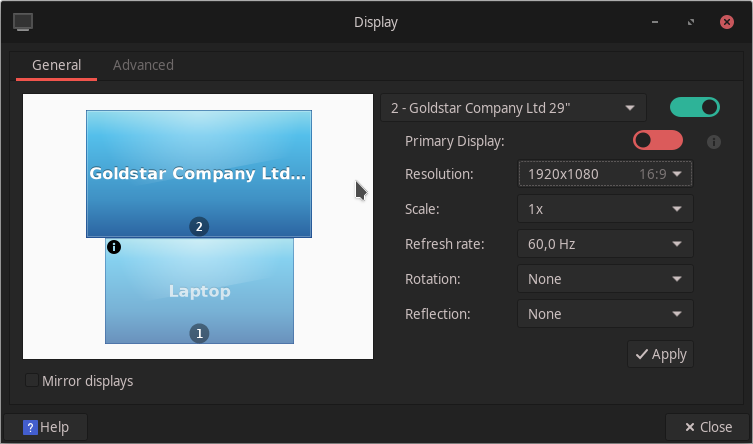 Display
General
Advanced
Goldstar Company Ltd...
2
i
Laptop
1
Mirror displays
2 - Goldstar Company Ltd 29"
Primary Display:
i
Resolution:
1920x1080 16:9
Scale:
1x
Refresh rate:
60,0 Hz
Rotation:
None
Reflection:
None
Apply
? Help
Close